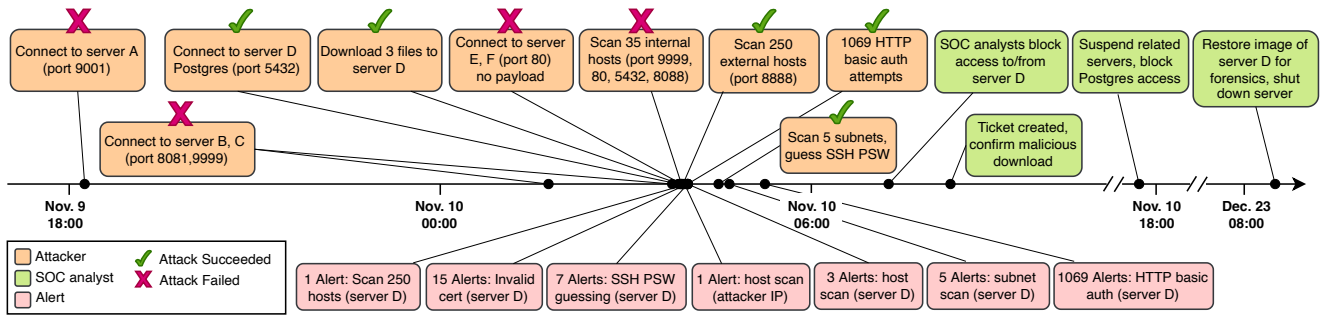 Connect to server A
(port 9001)
Connect to server D
Postgres (port 5432)
Download 3 files to
server D
Connect to server
E, F (port 80)
no payload
Scan 35 internal
hosts (port 9999,
80, 5432, 8088)
Scan 250
external hosts
(port 8888)
1069 HTTP
basic auth
attempts
SOC analysts block
access to/from
server D
Suspend related
servers, block
Postgres access
Restore image of
server D for
forensics, shut
down server
Connect to server B, C
(port 8081,9999)
Scan 5 subnets,
guess SSH PSW
Ticket created,
confirm malicious
download
Nov. 9
18:00
Nov. 10
00:00
Nov. 10
06:00
Nov. 10
18:00
Dec. 23
08:00
Attacker
SOC analyst
Alert
Attack Succeeded
Attack Failed
1 Alert: Scan 250
hosts (server D)
15 Alerts: Invalid
cert (server D)
7 Alerts: SSH PSW
guessing (server D)
1 Alert: host scan
(attacker IP)
3 Alerts: host
scan (server D)
5 Alerts: subnet
scan (server D)
1069 Alerts: HTTP basic
auth (server D)